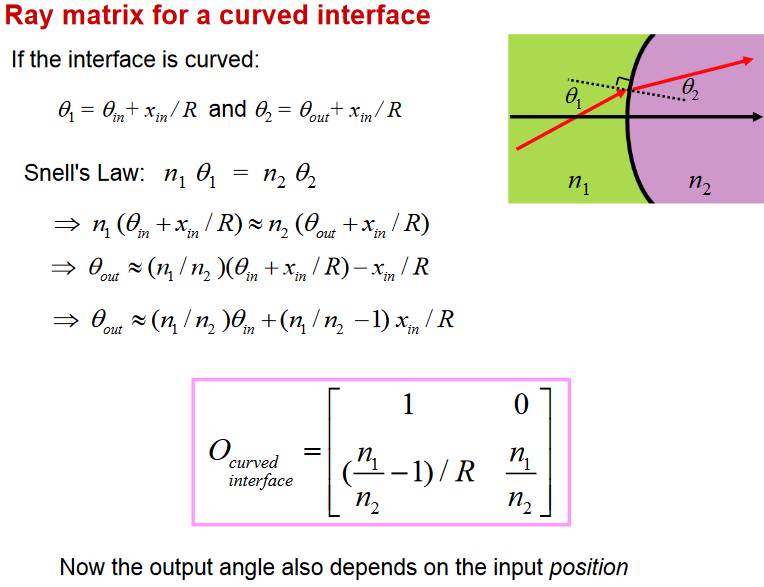 Ray matrix for a curved interface
If the interface is curved:
θ₁ = θᵢₙ + xᵢₙ / R and θ₂ = θₒᵤₜ + xᵢₙ / R
θ₁
θ₂
n₁
n₂
Snell's Law: n₁ θ₁ = n₂ θ₂
⇒ n₁ (θᵢₙ + xᵢₙ / R) ≈ n₂ (θₒᵤₜ + xᵢₙ / R)
⇒ θₒᵤₜ ≈ (n₁ / n₂ )(θᵢₙ + xᵢₙ / R) − xᵢₙ / R
⇒ θₒᵤₜ ≈ (n₁ / n₂ )θᵢₙ + (n₁ / n₂ −1) xᵢₙ / R
O curved interface = [ 1 0
(n₁/n₂ −1) / R n₁/n₂ ]
Now the output angle also depends on the input position